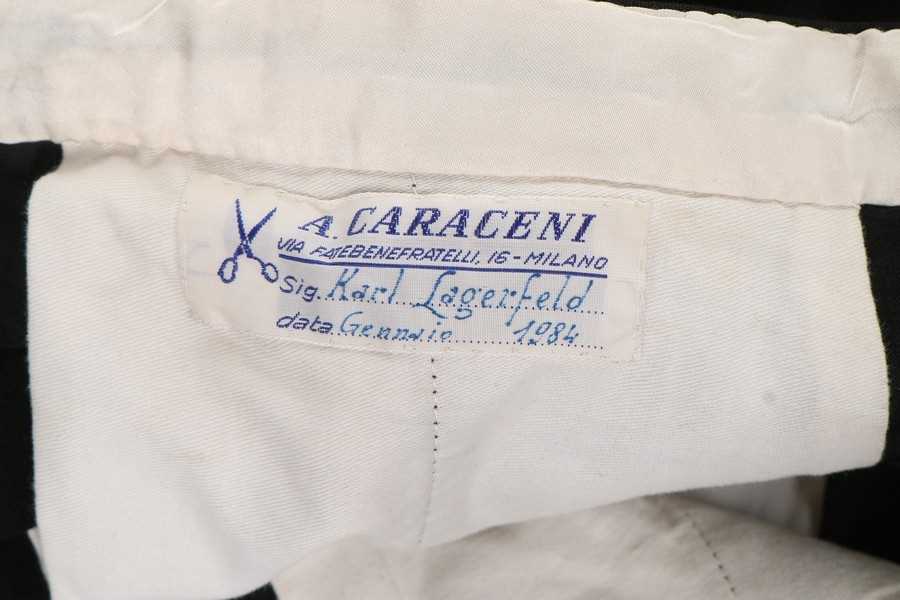 A. CARACENI
VIA FATEBENEFRATELLI, 16 - MILANO
Sig. Karl Lagerfeld
data Gennaio 1984